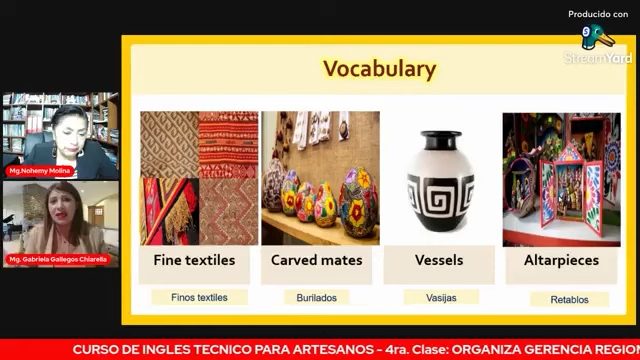 Producido con
StreamYard
Vocabulary
Mg.Nohemy Molina
Mg. Gabriela Gallegos Chiarella
Fine textiles
Carved mates
Vessels
Altarpieces
Finos textiles
Burilados
Vasijas
Retablos
CURSO DE INGLES TECNICO PARA ARTESANOS - 4ra. Clase: ORGANIZA GERENCIA REGION